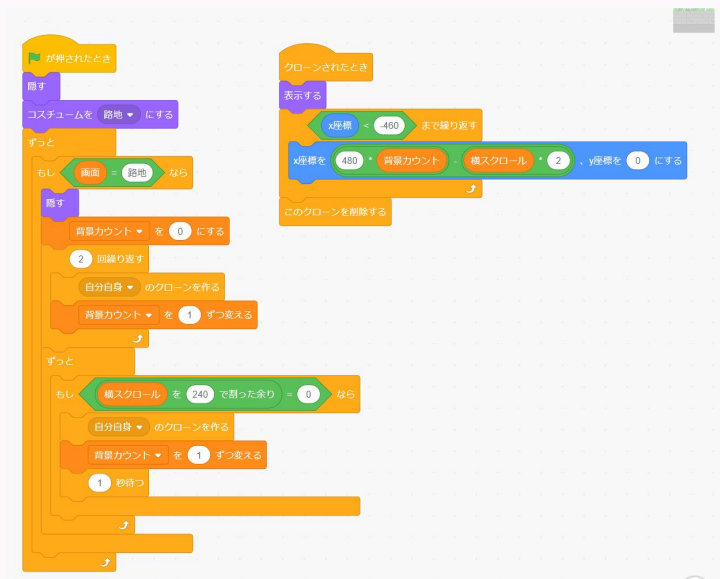 が押されたとき
隠す
コスチュームを 路地 にする
ずっと
もし 画面 = 路地 なら
隠す
背景カウント を 0 にする
2 回繰り返す
自分自身 のクローンを作る
背景カウント を 1 ずつ変える
ずっと
もし 横スクロール を 240 で割った余り = 0 なら
自分自身 のクローンを作る
背景カウント を 1 ずつ変える
1 秒待つ
クローンされたとき
表示する
x座標 < -460 まで繰り返す
x座標を 480 * 背景カウント - 横スクロール * 2 、y座標を 0 にする
このクローンを削除する